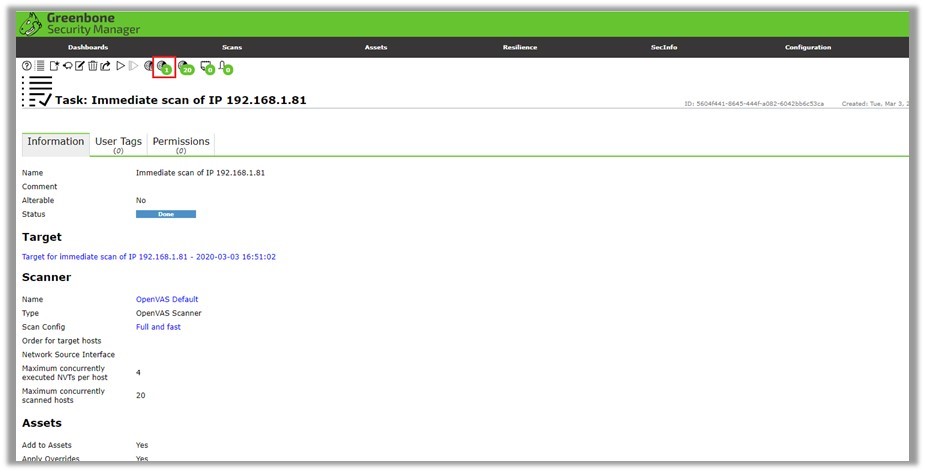 Greenbone
Security Manager
Dashboards Scans Assets Resilience SecInfo Configuration
1 20 0 0
Task: Immediate scan of IP 192.168.1.81
ID: 5604f441-8645-444f-a082-6042bb6c53ca Created: Tue, Mar 3, 2
Information User Tags Permissions
(0) (0)
Name Immediate scan of IP 192.168.1.81
Comment
Alterable No
Status Done
Target
Target for immediate scan of IP 192.168.1.81 - 2020-03-03 16:51:02
Scanner
Name OpenVAS Default
Type OpenVAS Scanner
Scan Config Full and fast
Order for target hosts
Network Source Interface
Maximum concurrently
executed NVTs per host 4
Maximum concurrently
scanned hosts 20
Assets
Add to Assets Yes
Apply Overrides Yes